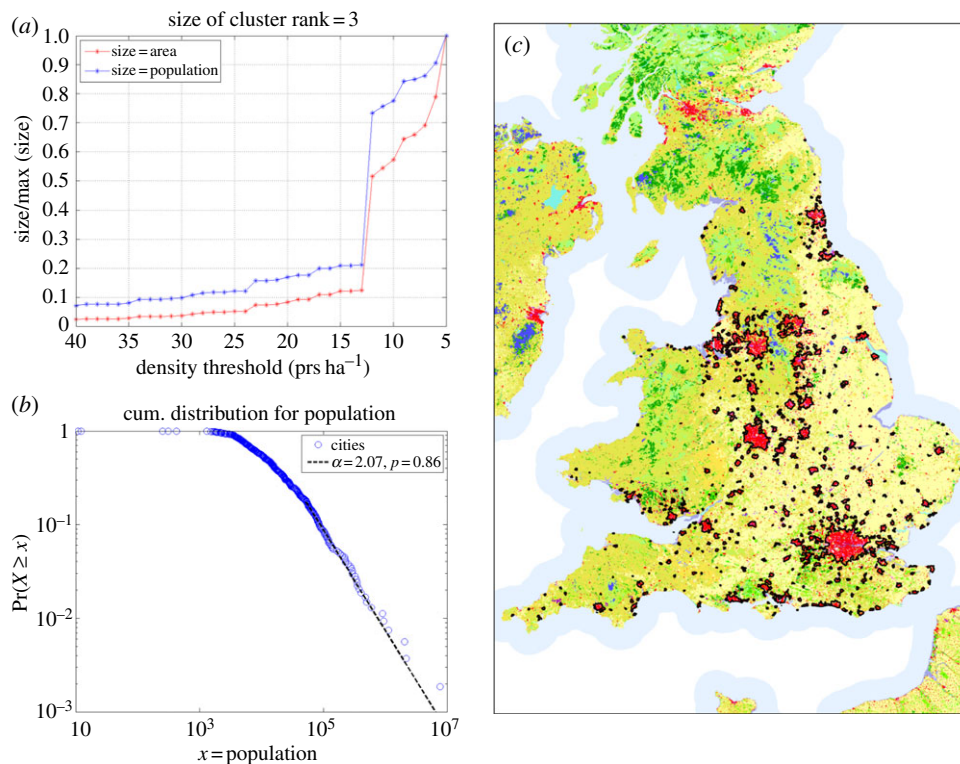 (a)
size of cluster rank = 3
1.0
0.9
0.8
0.7
0.6
0.5
0.4
0.3
0.2
0.1
0
size/max (size)
size = area
size = population
40
35
30
25
20
15
10
5
density threshold (prs ha⁻¹)
(b)
cum. distribution for population
1
10⁻¹
10⁻²
10⁻³
Pr(X ≥ x)
cities
α = 2.07, p = 0.86
10
10³
10⁵
10⁷
x = population
(c)